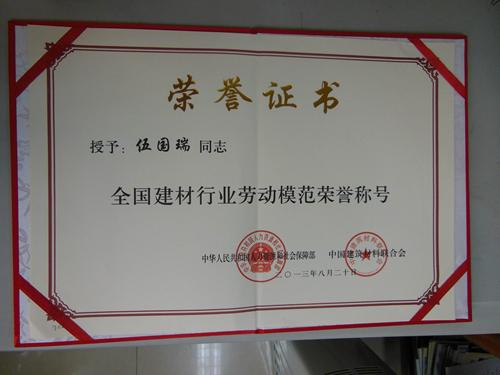 荣誉证书
授予：伍国瑞 同志
全国建材行业劳动模范荣誉称号
中华人民共和国人力资源和社会保障部 中国建筑材料联合会
二〇一三年八月二十日